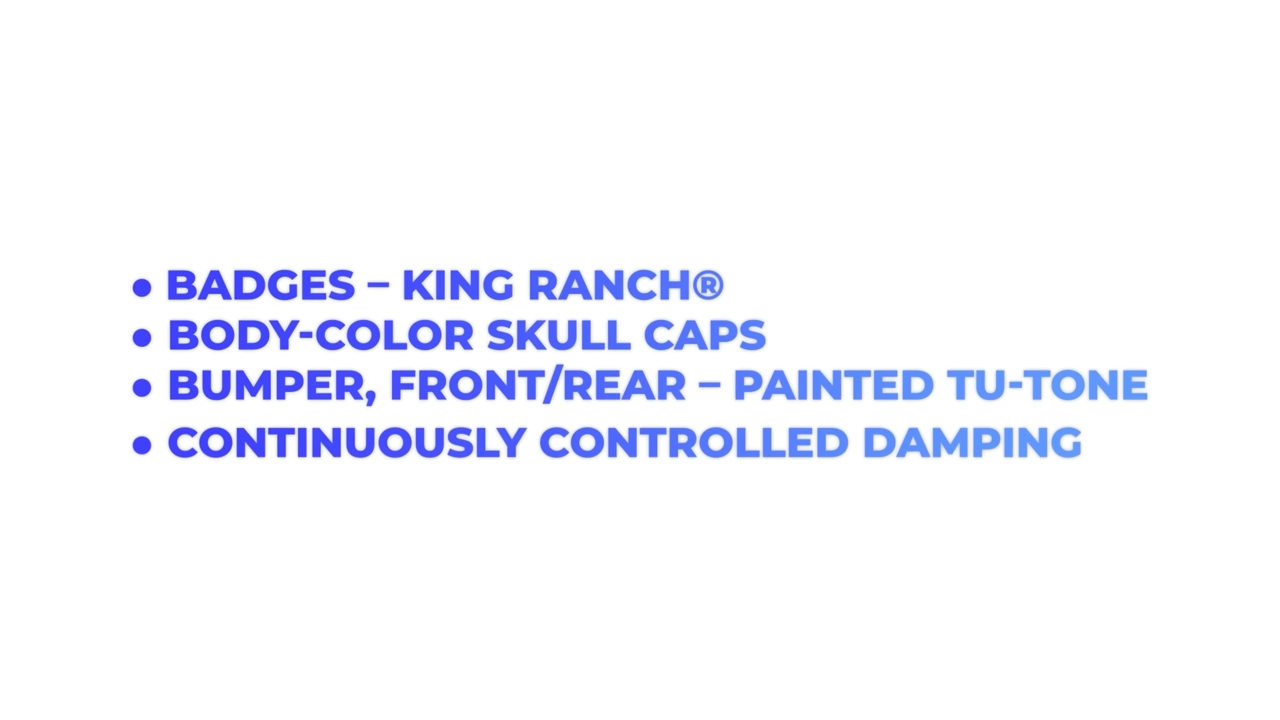 ● BADGES – KING RANCH®
● BODY-COLOR SKULL CAPS
● BUMPER, FRONT/REAR – PAINTED TU-TONE
● CONTINUOUSLY CONTROLLED DAMPING